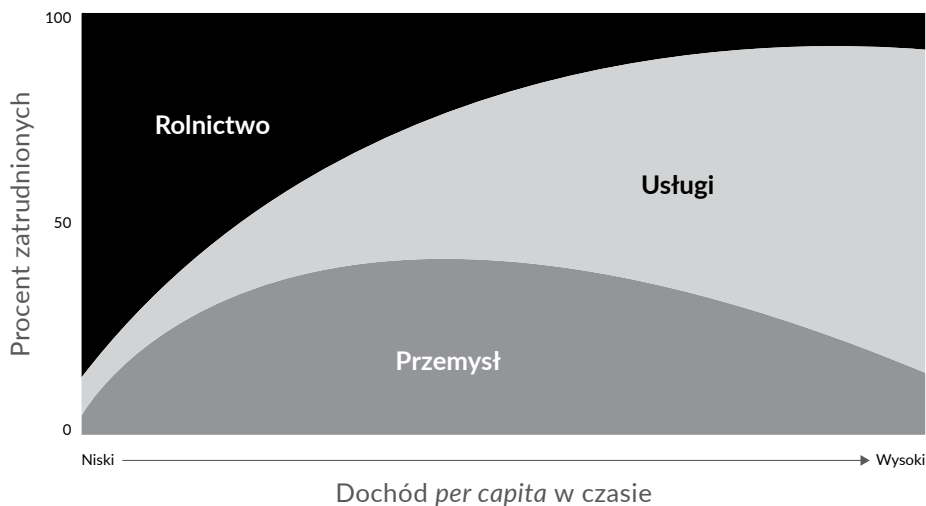 100
Rolnictwo
Usługi
50
Przemysł
0
Procent zatrudnionych
Niski
Wysoki
Dochód per capita w czasie